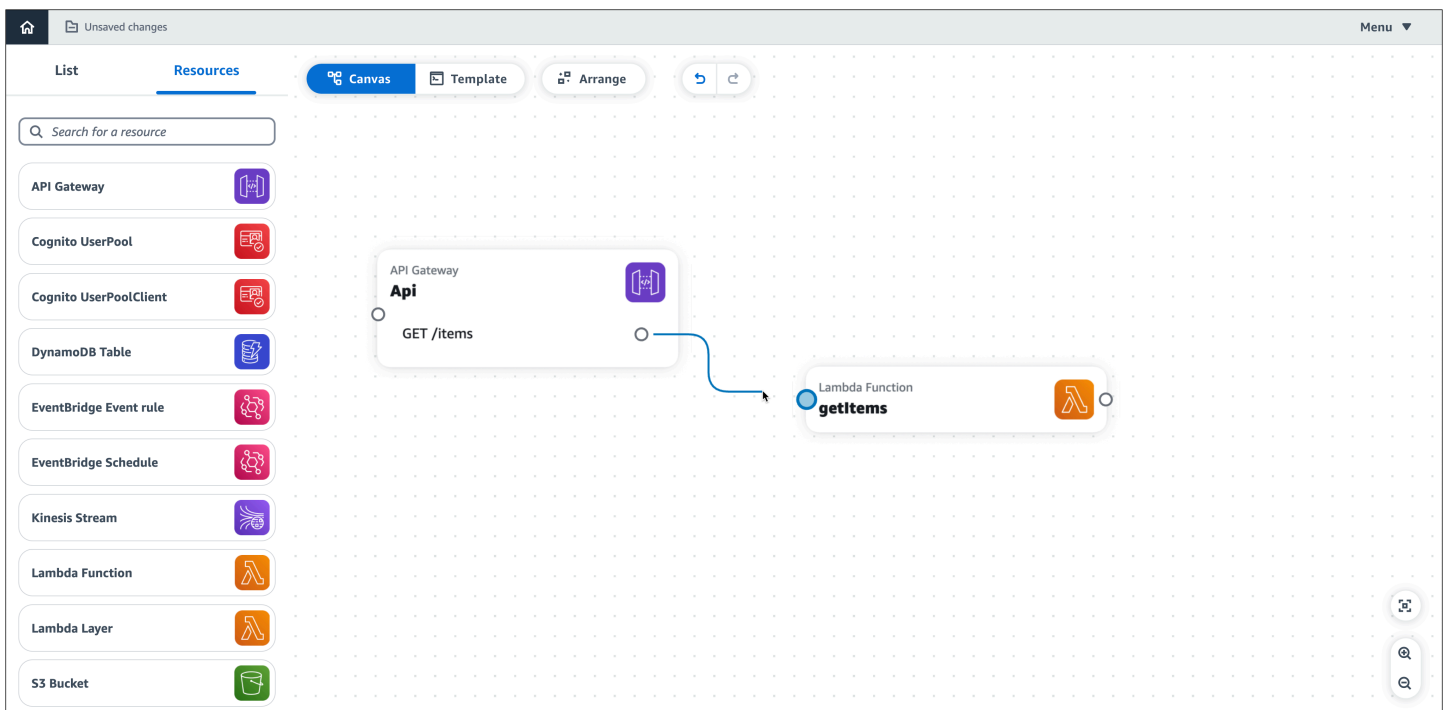 Unsaved changes
Menu ▼
List
Resources
Canvas
Template
Arrange
Search for a resource
API Gateway
Cognito UserPool
Cognito UserPoolClient
DynamoDB Table
EventBridge Event rule
EventBridge Schedule
Kinesis Stream
Lambda Function
Lambda Layer
S3 Bucket
API Gateway
Api
GET /items
Lambda Function
getItems